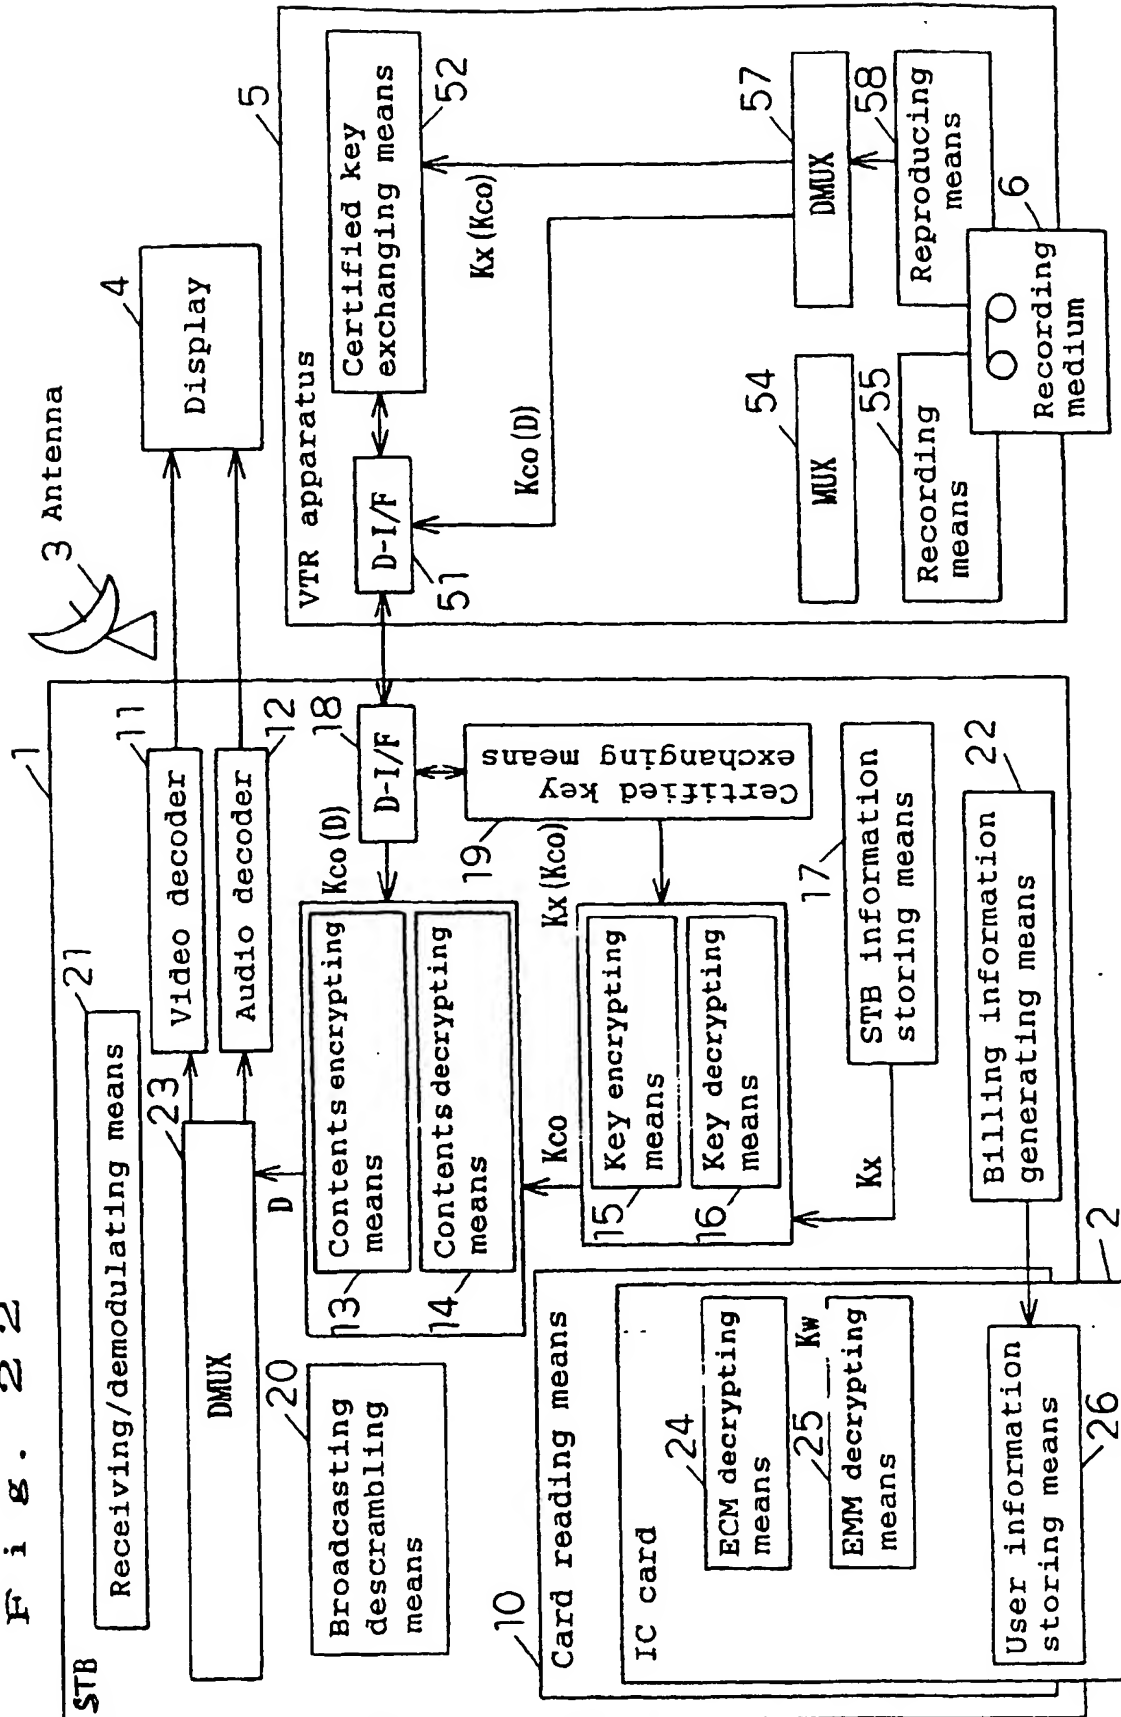 Fig. 22
STB
1
Receiving/demodulating means
21
DMUX
23
Video decoder
11
Audio decoder
12
3 Antenna
4
Display
Broadcasting
descrambling
means
20
D
Contents encrypting
means
13
Contents decrypting
means
14
Kco(D)
D-I/F
18
Certified key
exchanging means
19
Kx(Kco)
Kco
Key encrypting
means
15
Key decrypting
means
16
Kx
STB information
storing means
17
Billing information
generating means
22
10
Card reading means
IC card
2
24
ECM decrypting
means
25
Kw
EMM decrypting
means
User information
storing means
26
5
VTR apparatus
D-I/F
51
Certified key
exchanging means
52
Kx(Kco)
Kco(D)
MUX
54
DMUX
57
Recording
means
55
Reproducing
means
58
Recording
medium
6